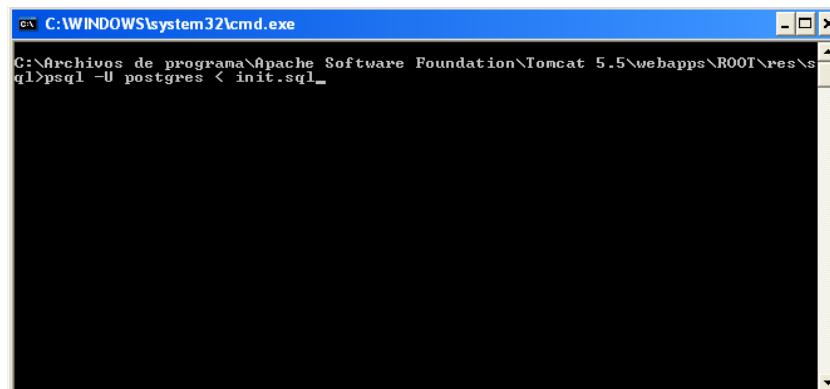 C:\WINDOWS\system32\cmd.exe
C:\Archivos de programa\Apache Software Foundation\Tomcat 5.5\webapps\ROOT\res\s
ql>psql -U postgres < init.sql_